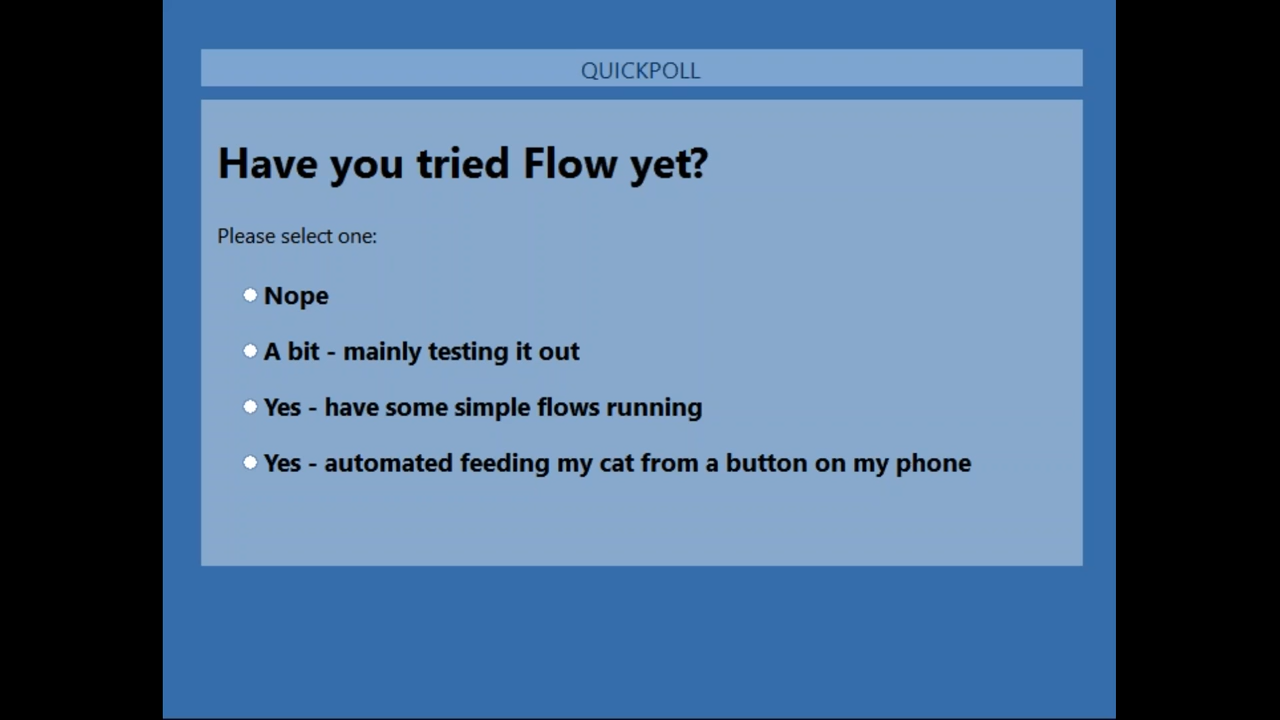 QUICKPOLL
Have you tried Flow yet?
Please select one:
Nope
A bit - mainly testing it out
Yes - have some simple flows running
Yes - automated feeding my cat from a button on my phone